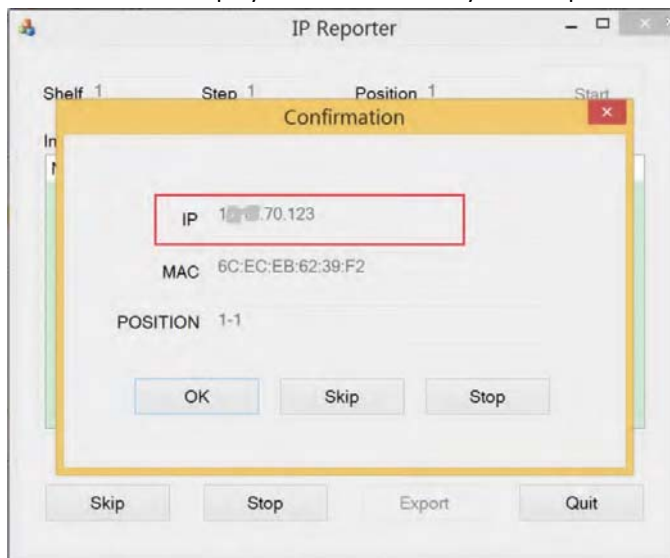 IP Reporter
Shelf 1 Step 1 Position 1 Start
Confirmation
In
IP .70.123
MAC 6C:EC:EB:62:39:F2
POSITION 1-1
OK Skip Stop
Skip Stop Export Quit